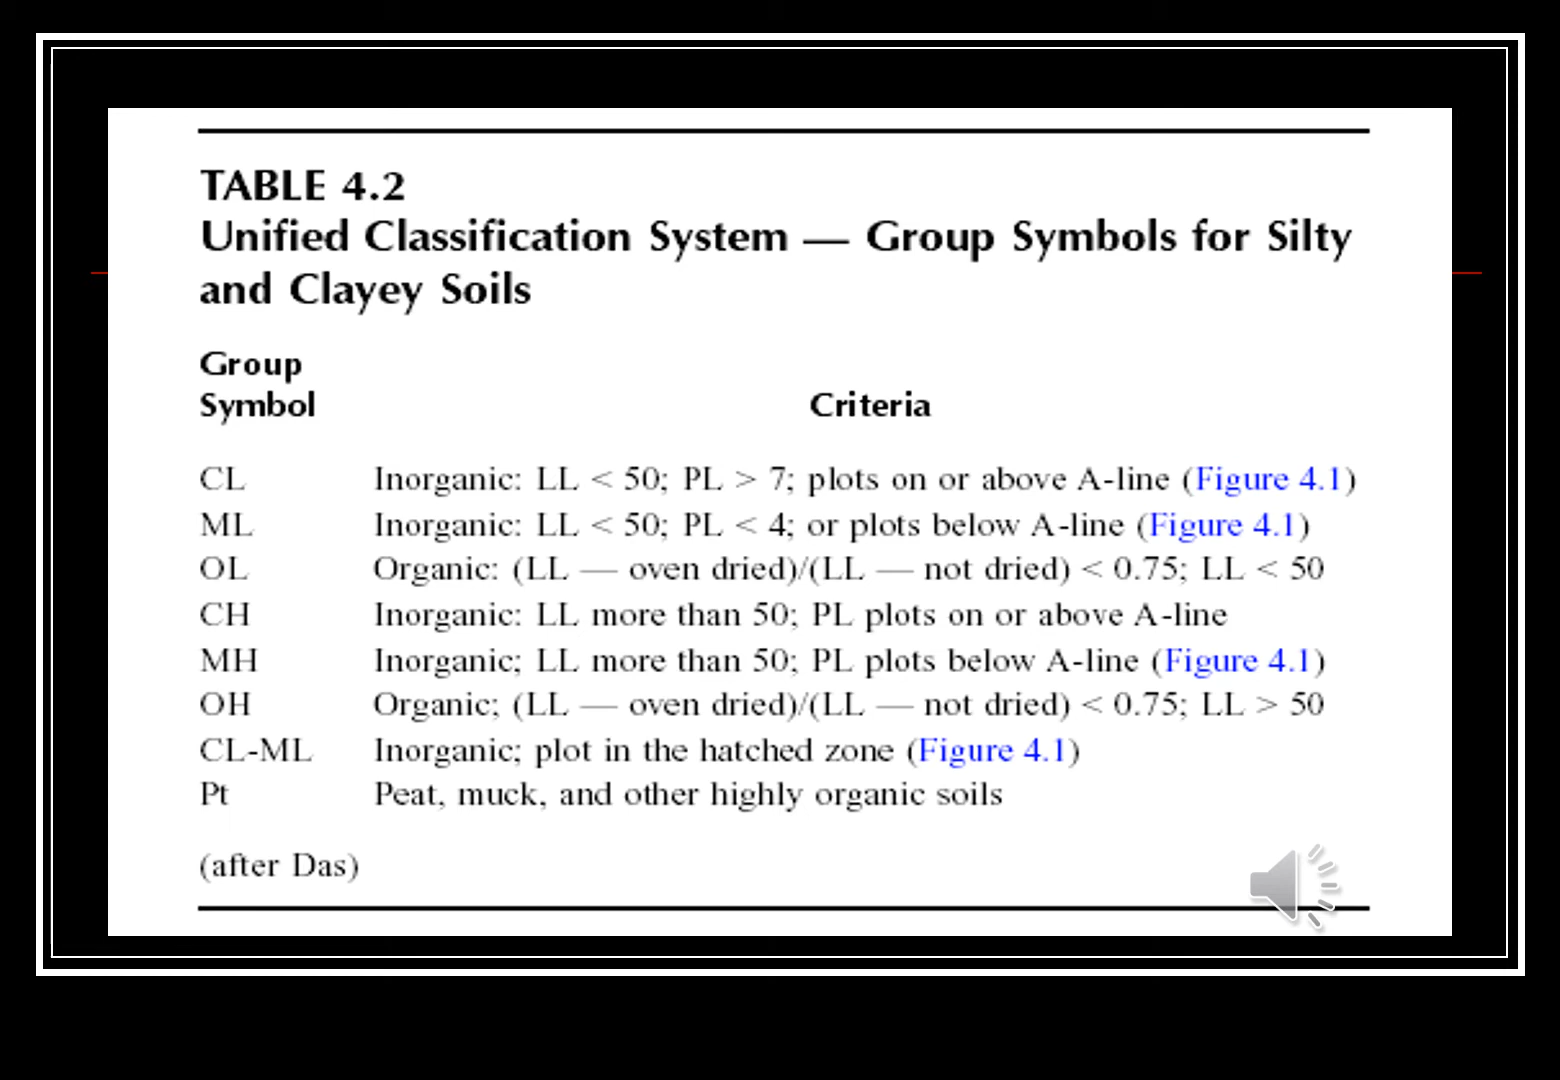 TABLE 4.2
Unified Classification System — Group Symbols for Silty
and Clayey Soils
Group
Symbol Criteria
CL Inorganic: LL < 50; PL > 7; plots on or above A-line (Figure 4.1)
ML Inorganic: LL < 50; PL < 4; or plots below A-line (Figure 4.1)
OL Organic: (LL — oven dried)/(LL — not dried) < 0.75; LL < 50
CH Inorganic: LL more than 50; PL plots on or above A-line
MH Inorganic; LL more than 50; PL plots below A-line (Figure 4.1)
OH Organic; (LL — oven dried)/(LL — not dried) < 0.75; LL > 50
CL-ML Inorganic; plot in the hatched zone (Figure 4.1)
Pt Peat, muck, and other highly organic soils
(after Das)